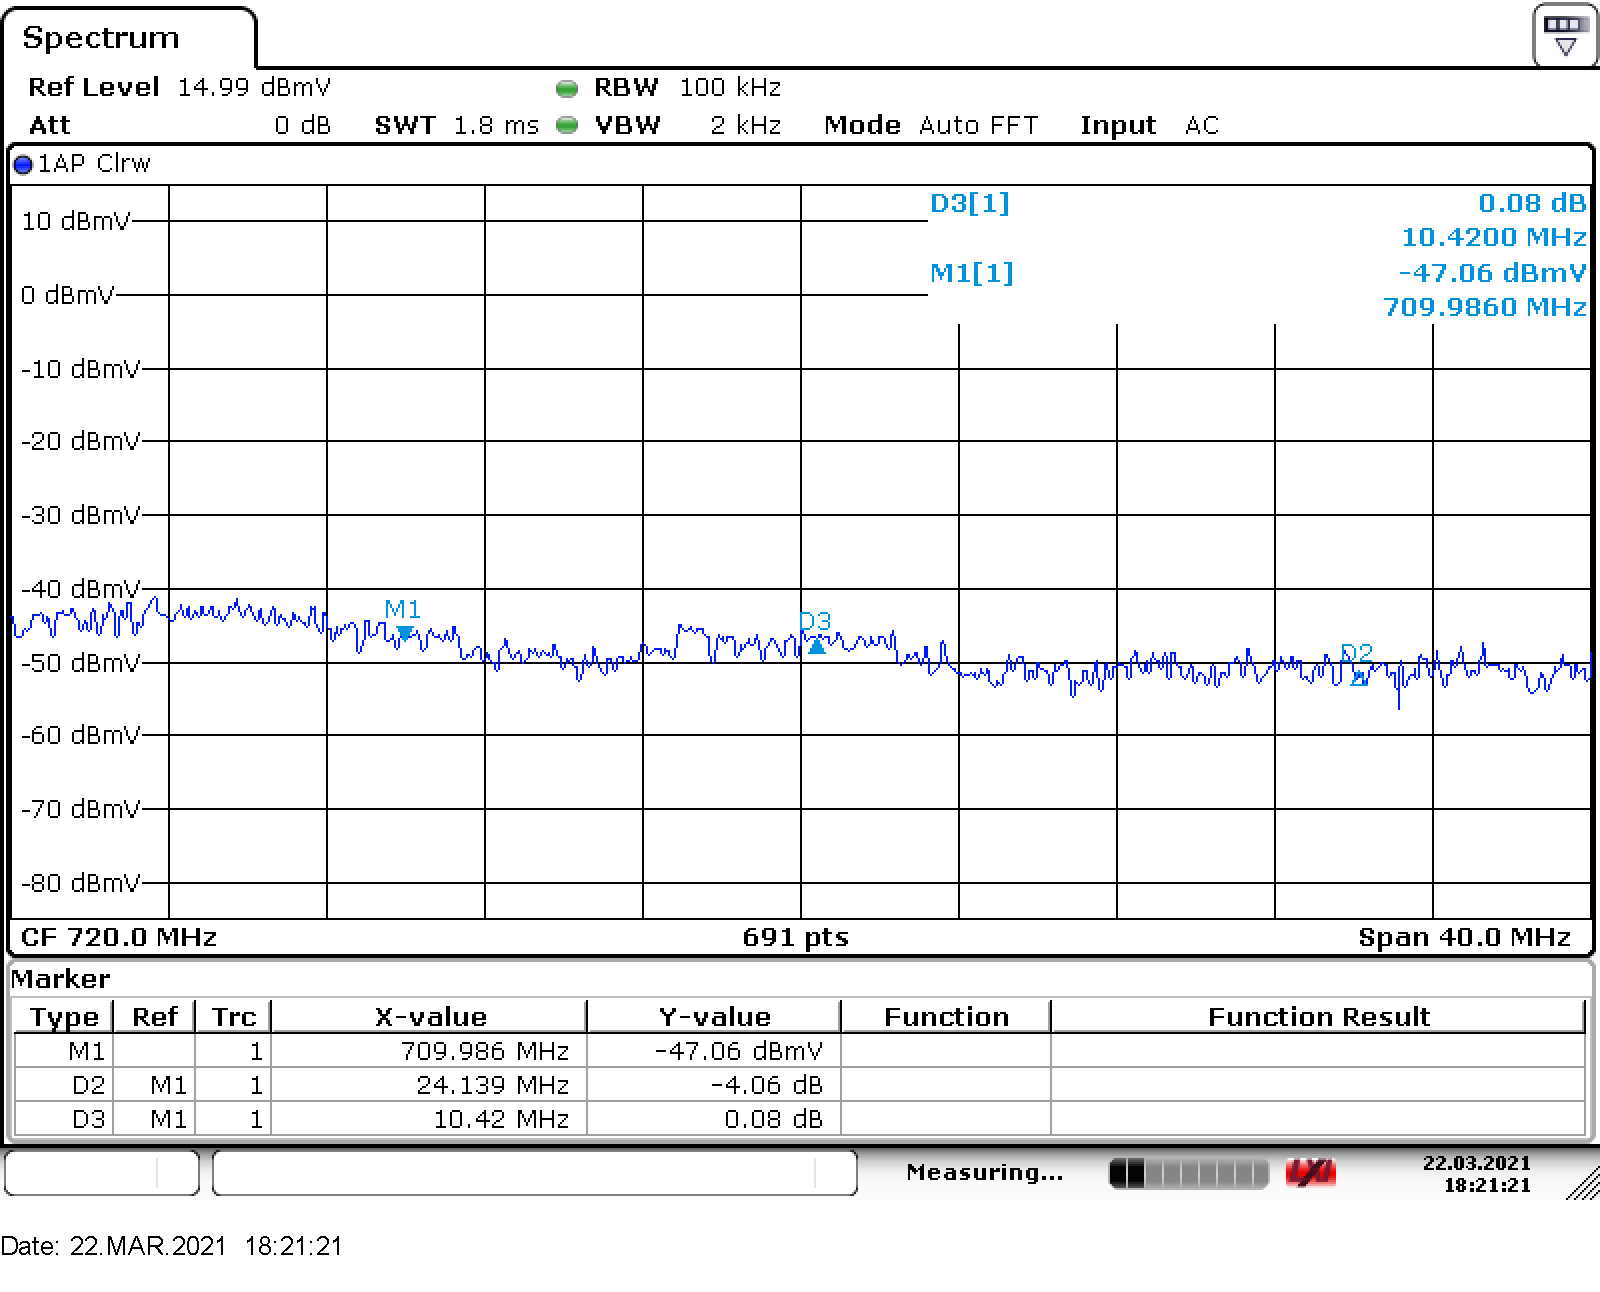 Spectrum
Ref Level 14.99 dBmV RBW 100 kHz
Att 0 dB SWT 1.8 ms VBW 2 kHz Mode Auto FFT Input AC
1AP Clrw
D3[1] 0.08 dB
10.4200 MHz
M1[1] -47.06 dBmV
709.9860 MHz
10 dBmV
0 dBmV
-10 dBmV
-20 dBmV
-30 dBmV
-40 dBmV
M1
D3
D2
-50 dBmV
-60 dBmV
-70 dBmV
-80 dBmV
CF 720.0 MHz 691 pts Span 40.0 MHz
Marker
Type Ref Trc X-value Y-value Function Function Result
M1 1 709.986 MHz -47.06 dBmV
D2 M1 1 24.139 MHz -4.06 dB
D3 M1 1 10.42 MHz 0.08 dB
Measuring... LXI 22.03.2021
18:21:21
Date: 22.MAR.2021 18:21:21